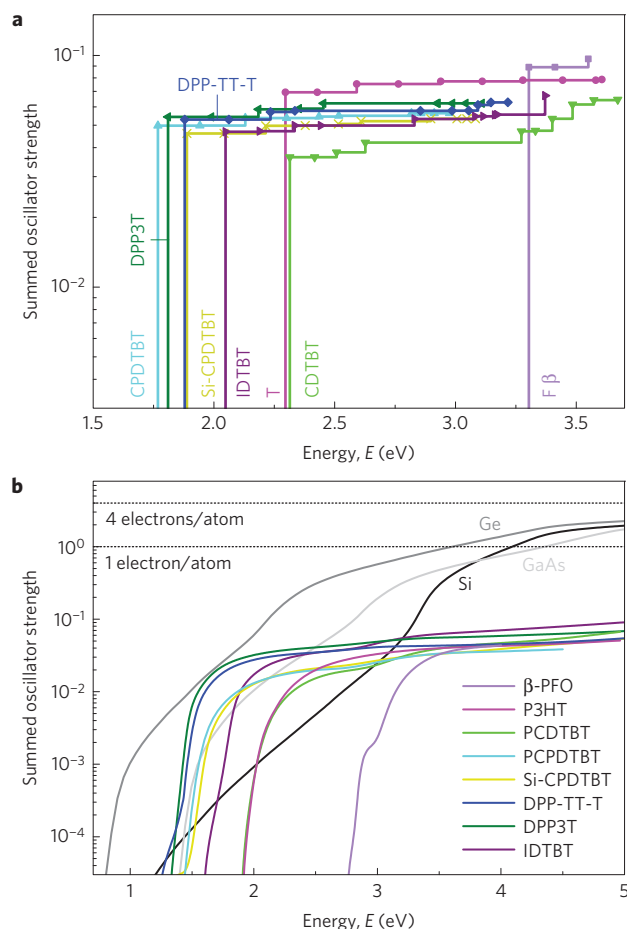 a
10⁻¹
10⁻²
Summed oscillator strength
DPP-TT-T
DPP3T
CPDTBT
Si-CPDTBT
IDTBT
T
CDTBT
F β
1.5 2.0 2.5 3.0 3.5
Energy, E (eV)
b
4 electrons/atom
Ge
10⁰
1 electron/atom
GaAs
Si
10⁻¹
10⁻²
10⁻³
10⁻⁴
Summed oscillator strength
β-PFO
P3HT
PCDTBT
PCPDTBT
Si-CPDTBT
DPP-TT-T
DPP3T
IDTBT
1 2 3 4 5
Energy, E (eV)